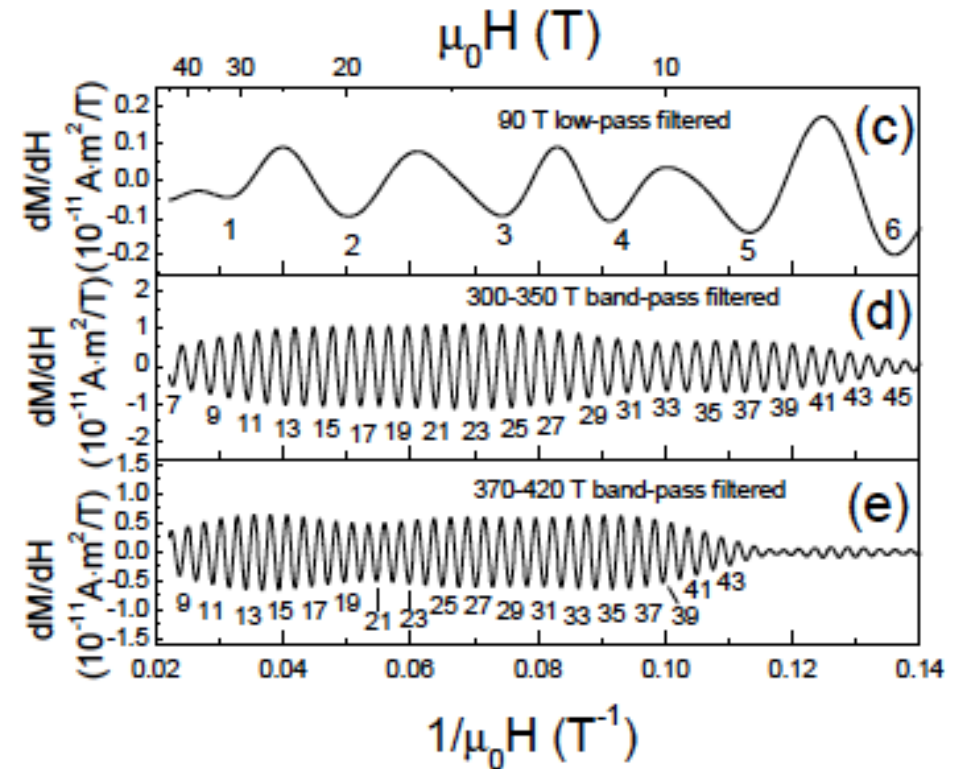 μ₀H (T)
40 30 20 10
dM/dH
(10⁻¹¹A·m²/T)
0.2
0.1
0.0
-0.1
-0.2
90 T low-pass filtered
(c)
1 2 3 4 5 6
dM/dH
(10⁻¹¹A·m²/T)
2
1
0
-1
-2
300-350 T band-pass filtered
(d)
7 9 11 13 15 17 19 21 23 25 27 29 31 33 35 37 39 41 43 45
dM/dH
(10⁻¹¹A·m²/T)
1.5
1.0
0.5
0.0
-0.5
-1.0
-1.5
370-420 T band-pass filtered
(e)
9 11 13 15 17 19 21 23 25 27 29 31 33 35 37 39 41 43
0.02 0.04 0.06 0.08 0.10 0.12 0.14
1/μ₀H (T⁻¹)